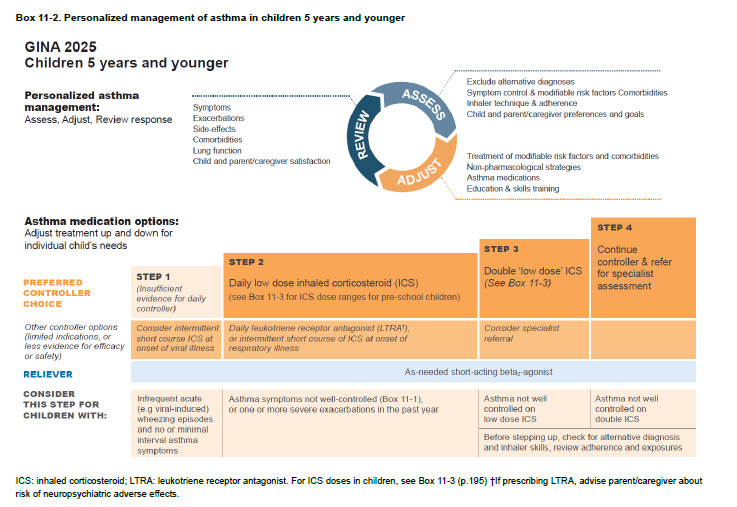 Box 11-2. Personalized management of asthma in children 5 years and younger
GINA 2025
Children 5 years and younger
Personalized asthma
management:
Assess, Adjust, Review response
Symptoms
Exacerbations
Side-effects
Comorbidities
Lung function
Child and parent/caregiver satisfaction
REVIEW
ASSESS
ADJUST
Exclude alternative diagnoses
Symptom control & modifiable risk factors Comorbidities
Inhaler technique & adherence
Child and parent/caregiver preferences and goals
Treatment of modifiable risk factors and comorbidities
Non-pharmacological strategies
Asthma medications
Education & skills training
Asthma medication options:
Adjust treatment up and down for
individual child's needs
PREFERRED
CONTROLLER
CHOICE
STEP 1
(Insufficient
evidence for daily
controller)
STEP 2
Daily low dose inhaled corticosteroid (ICS)
(see Box 11-3 for ICS dose ranges for pre-school children)
STEP 3
Double 'low dose' ICS
(See Box 11-3)
STEP 4
Continue
controller & refer
for specialist
assessment
Other controller options
(limited indications, or
less evidence for efficacy
or safety)
Consider intermittent
short course ICS at
onset of viral illness
Daily leukotriene receptor antagonist (LTRA†),
or intermittent short course of ICS at onset of
respiratory illness
Consider specialist
referral
RELIEVER
As-needed short-acting beta₂-agonist
CONSIDER
THIS STEP FOR
CHILDREN WITH:
Infrequent acute
(e.g viral-induced)
wheezing episodes
and no or minimal
interval asthma
symptoms
Asthma symptoms not well-controlled (Box 11-1),
or one or more severe exacerbations in the past year
Asthma not well
controlled on
low dose ICS
Asthma not well
controlled on
double ICS
Before stepping up, check for alternative diagnosis
and inhaler skills, review adherence and exposures
ICS: inhaled corticosteroid; LTRA: leukotriene receptor antagonist. For ICS doses in children, see Box 11-3 (p.195) †If prescribing LTRA, advise parent/caregiver about
risk of neuropsychiatric adverse effects.